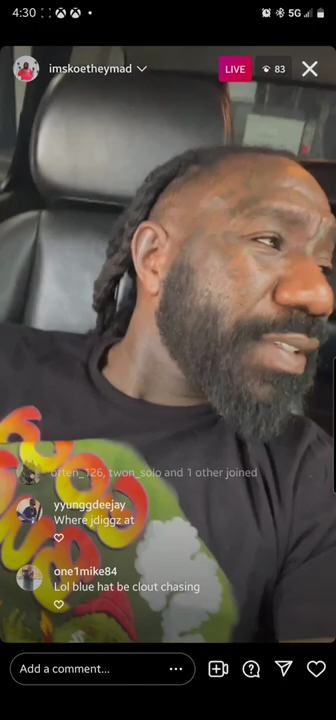 4:30
5G
imskoetheymad
LIVE
83
often_126, twon_solo and 1 other joined
yyunggdeejay
Where jdiggz at
one1mike84
Lol blue hat be clout chasing
Add a comment...